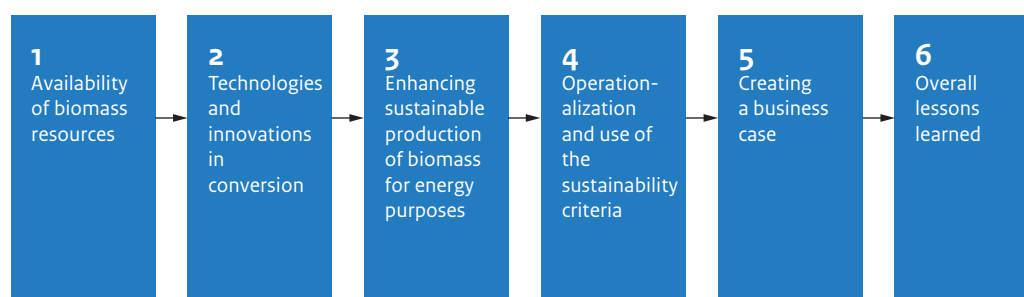 1
Availability
of biomass
resources
2
Technologies
and
innovations
in
conversion
3
Enhancing
sustainable
production
of biomass
for energy
purposes
4
Operation-
alization
and use of
the
sustainability
criteria
5
Creating
a business
case
6
Overall
lessons
learned